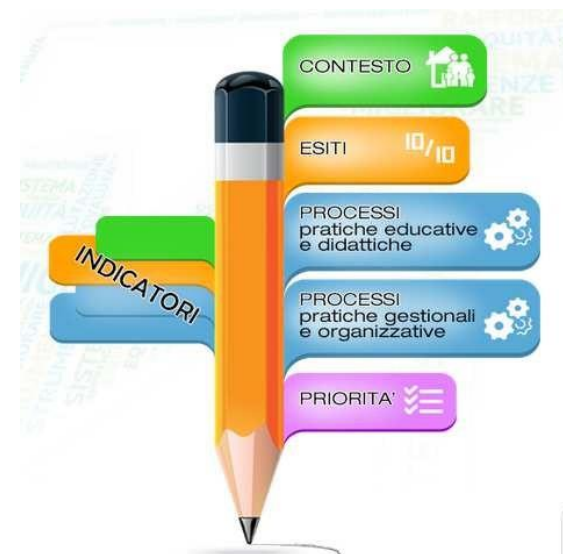 CONTESTO
ESITI
10/10
PROCESSI
pratiche educative
e didattiche
INDICATORI
PROCESSI
pratiche gestionali
e organizzative
PRIORITA'